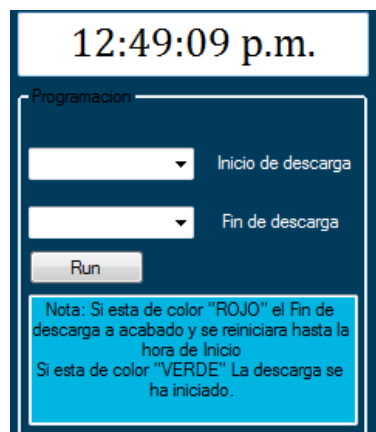 12:49:09 p.m.
Programacion
Inicio de descarga
Fin de descarga
Run
Nota: Si esta de color "ROJO" el Fin de
descarga a acabado y se reiniciara hasta la
hora de Inicio
Si esta de color "VERDE" La descarga se
ha iniciado.